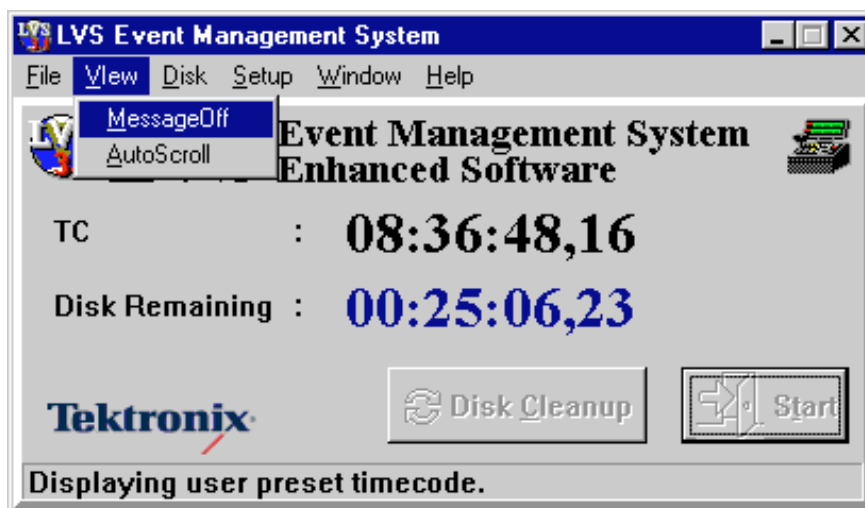 LVS Event Management System
File VIew Disk Setup Window Help
MessageOff
AutoScroll
LVS
Event Management System
Enhanced Software
TC : 08:36:48,16
Disk Remaining : 00:25:06,23
Tektronix
Disk Cleanup
Start
Displaying user preset timecode.